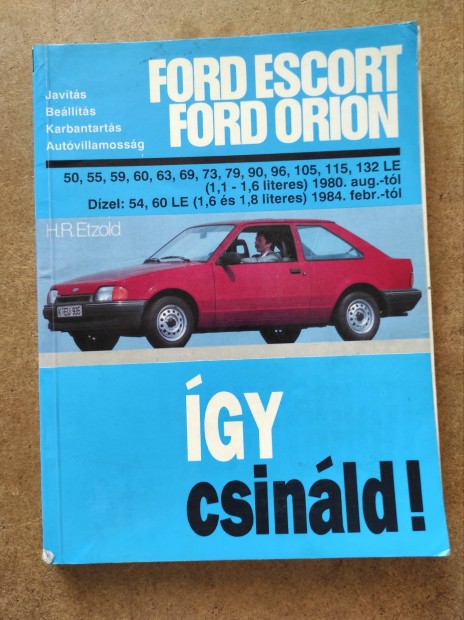 FORD ESCORT
FORD ORION
Javítás
Beállítás
Karbantartás
Autóvillamosság
50, 55, 59, 60, 63, 69, 73, 79, 90, 96, 105, 115, 132 LE
(1,1 - 1,6 literes) 1980. aug.-tól
Dízel: 54, 60 LE (1,6 és 1,8 literes) 1984. febr.-tól
H.R. Etzold
ÍGY
csináld!